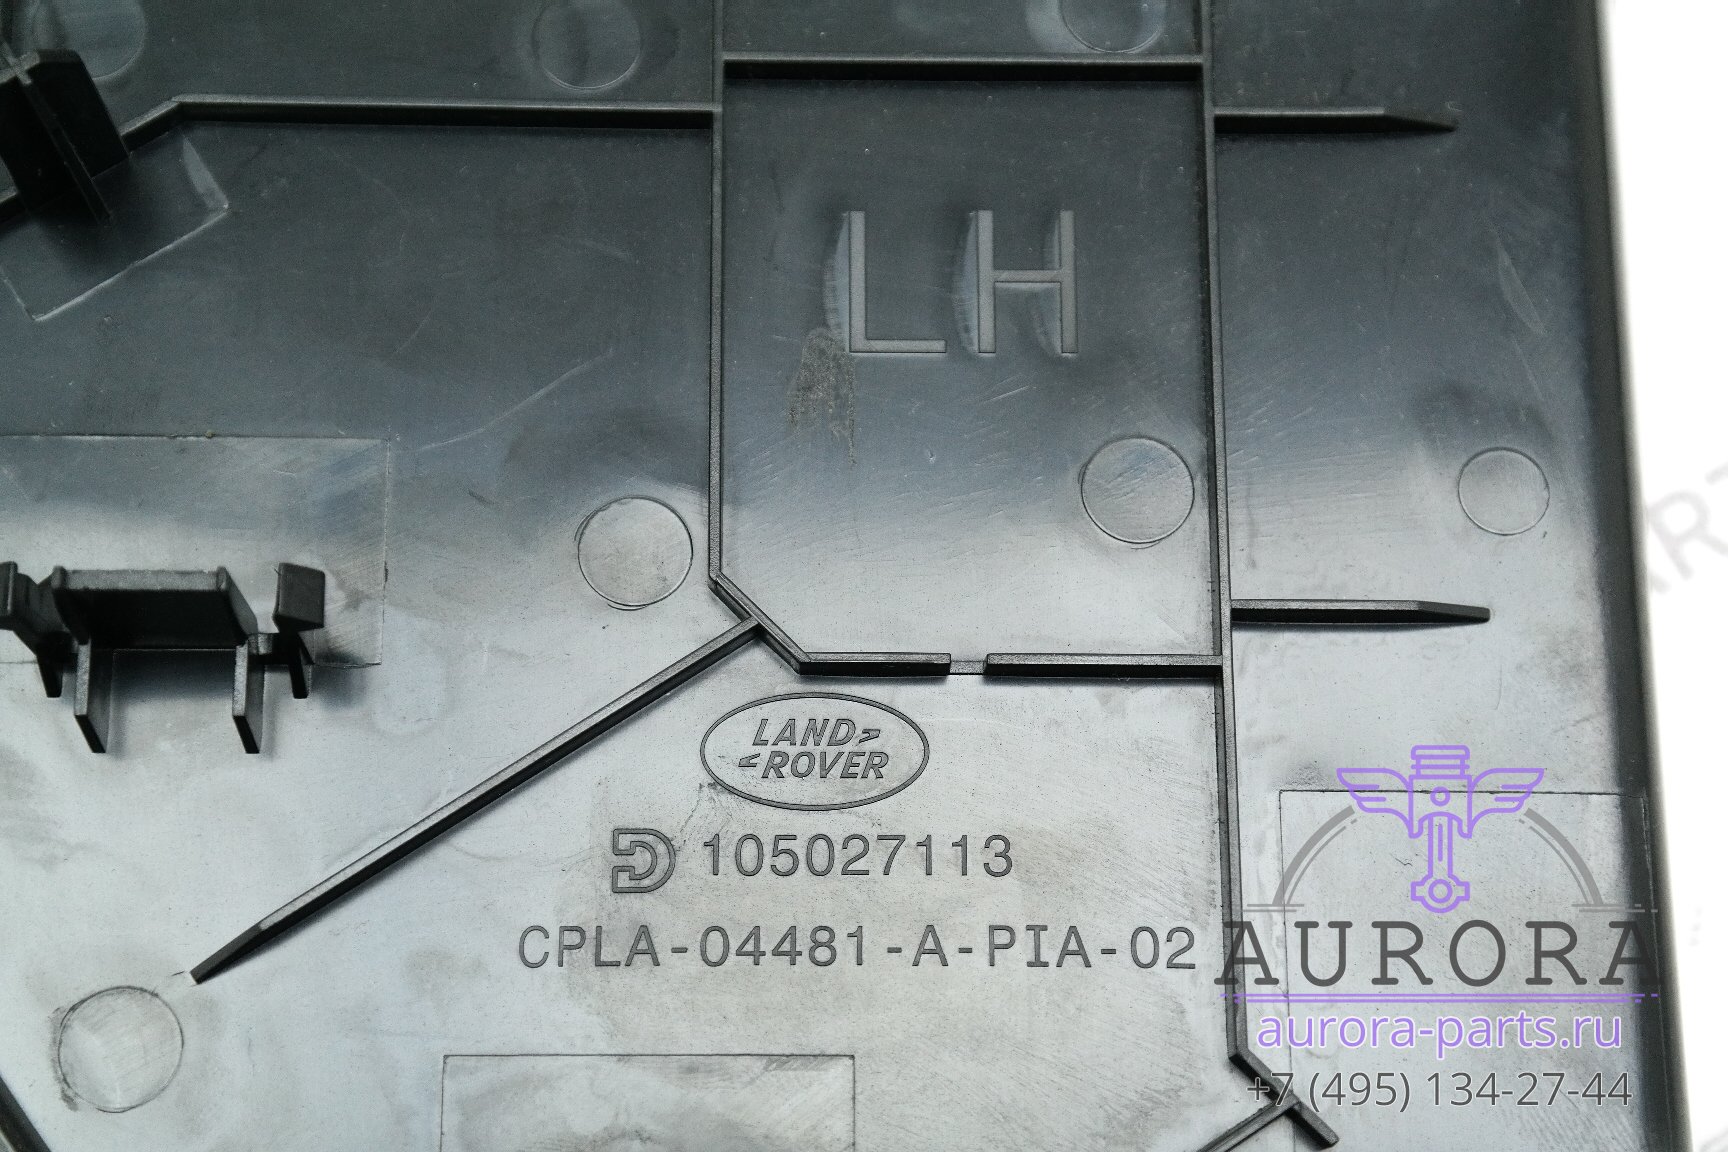 LH
LAND
ROVER
105027113
CPLA-04481-A-PIA-02
AURORA
aurora-parts.ru
+7 (495) 134-27-44